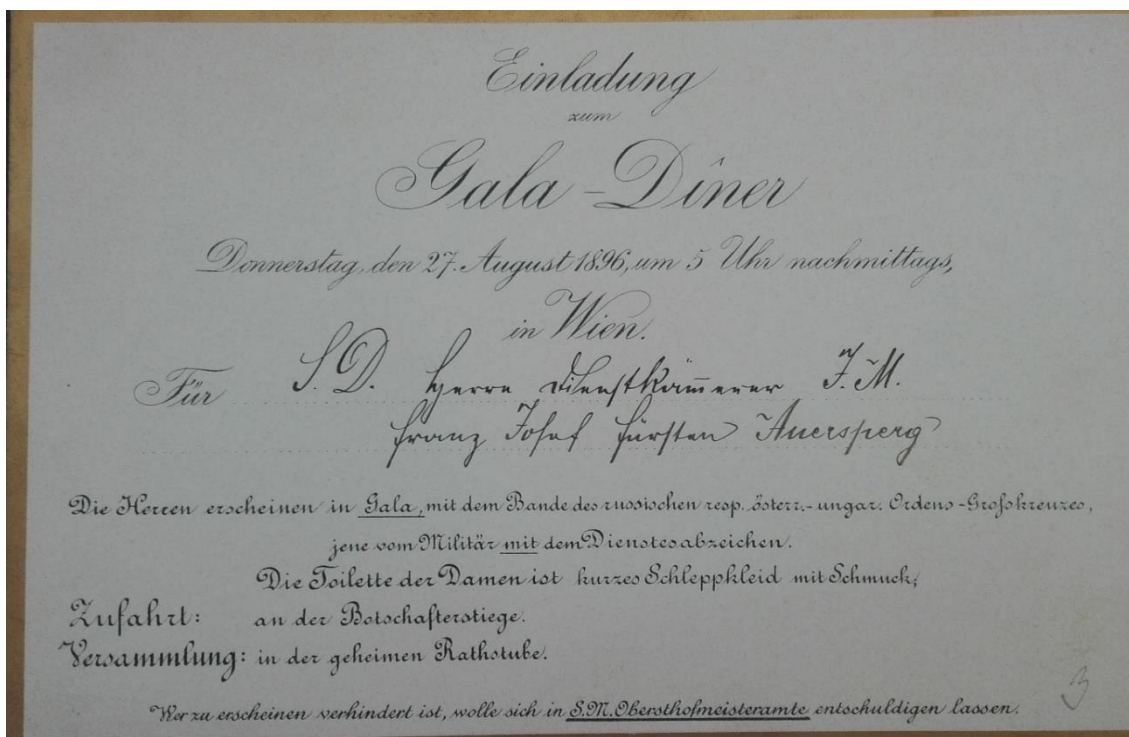 Einladung
zum
Gala-Dîner
Donnerstag, den 27. August 1896, um 5 Uhr nachmittags,
in Wien.
Für S. D. Herrn Dienstkam̅erer J. M.
Franz Josef Fürsten Auersperg
Die Herren erscheinen in Gala, mit dem Bande des russischen resp. österr.-ungar. Ordens-Großkreuzes,
jene vom Militär mit dem Dienstesabzeichen.
Die Toilette der Damen ist kurzes Schleppkleid mit Schmuck,
Zufahrt: an der Botschafterstiege.
Versammlung: in der geheimen Rathstube.
Wer zu erscheinen verhindert ist, wolle sich in S.M. Obersthofmeisteramte entschuldigen lassen.
3